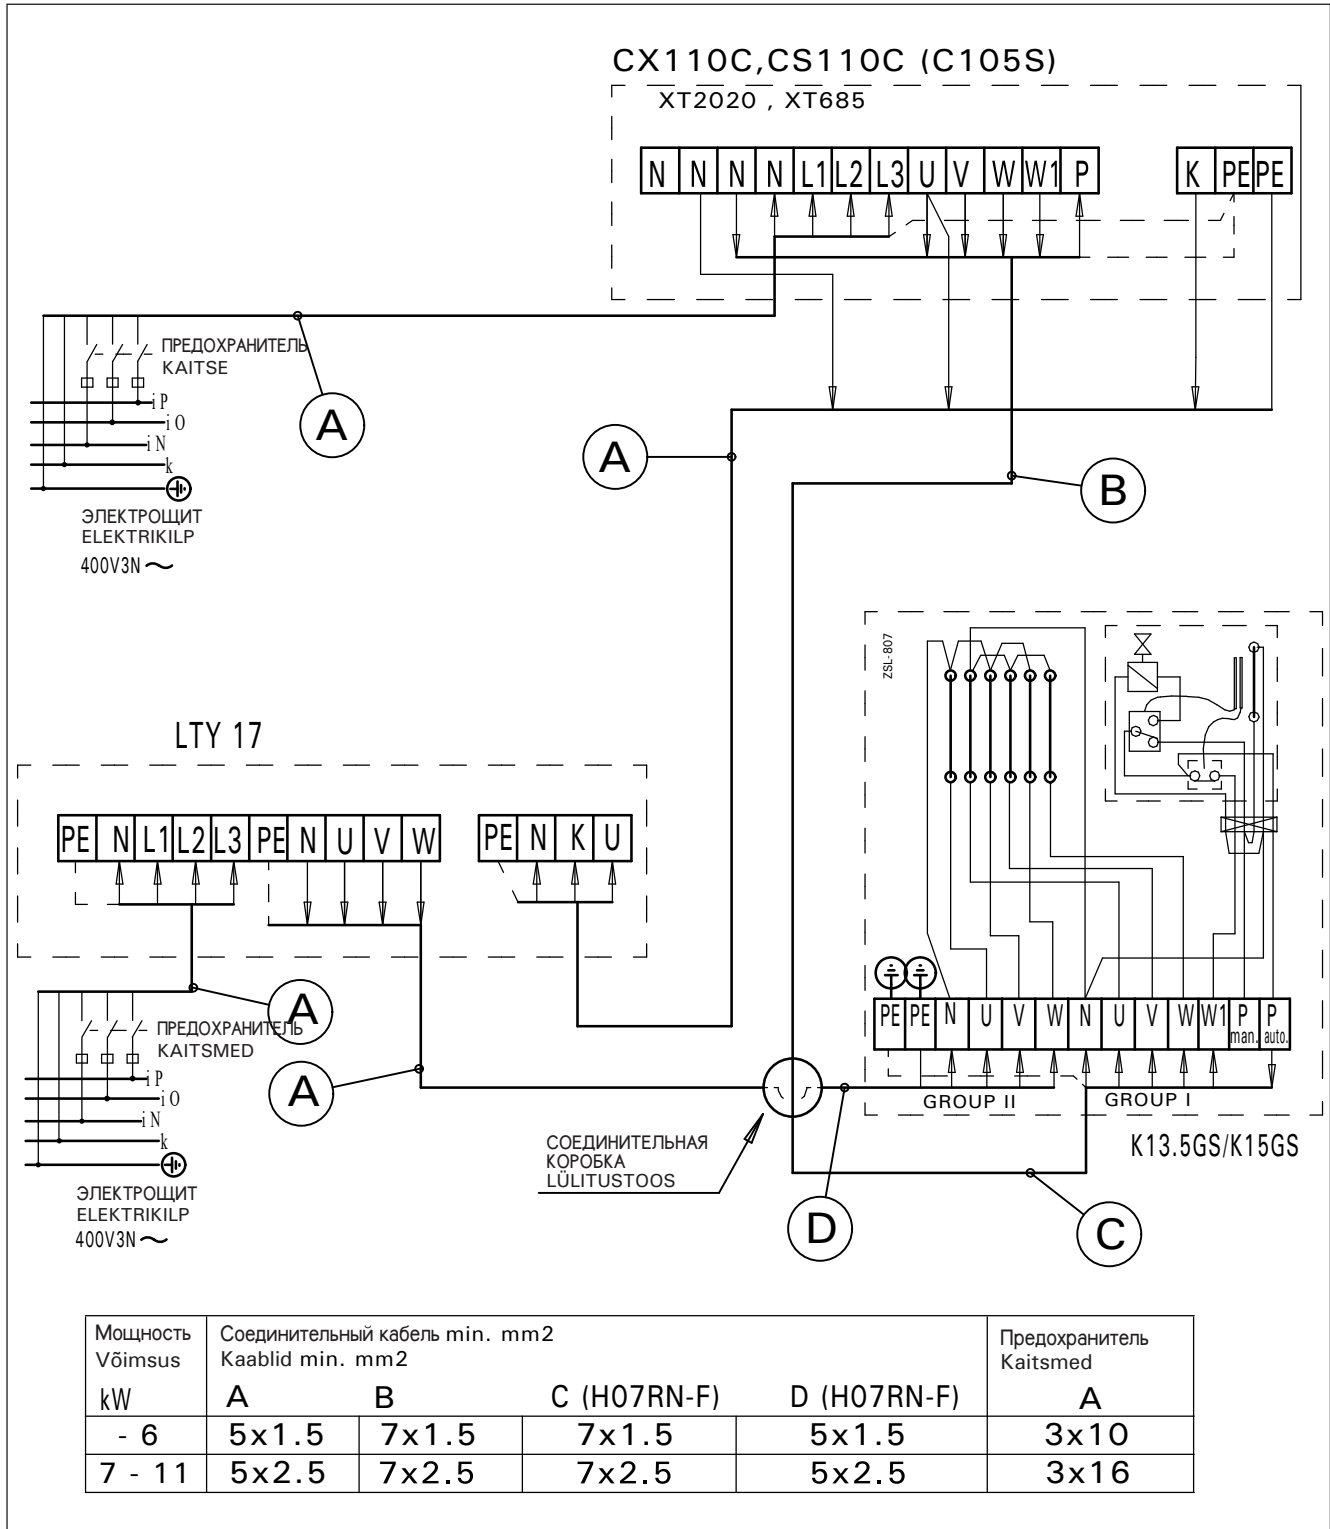 CX110C,CS110C (C105S)
XT2020 , XT685
N N N N L1 L2 L3 U V W W1 P K PE PE
ПРЕДОХРАНИТЕЛЬ
KAITSE
A
A
B
iP
iO
iN
k
ЭЛЕКТРОЩИТ
ELEKTRIKILP
400V3N ～
ZSL-807
LTY 17
PE N L1 L2 L3 PE N U V W PE N K U
A
ПРЕДОХРАНИТЕЛЬ
KAITSMED
A
iP
iO
iN
k
ЭЛЕКТРОЩИТ
ELEKTRIKILP
400V3N ～
PE PE N U V W N U V W W1 P man. P auto.
GROUP II GROUP I
K13.5GS/K15GS
СОЕДИНИТЕЛЬНАЯ
КОРОБКА
LÜLITUSTOOS
D
C
Мощность
Võimsus
kW
Соединительный кабель min. mm2
Kaablid min. mm2
A B C (H07RN-F) D (H07RN-F)
Предохранитель
Kaitsmed
A
- 6 5x1.5 7x1.5 7x1.5 5x1.5 3x10
7 - 11 5x2.5 7x2.5 7x2.5 5x2.5 3x16